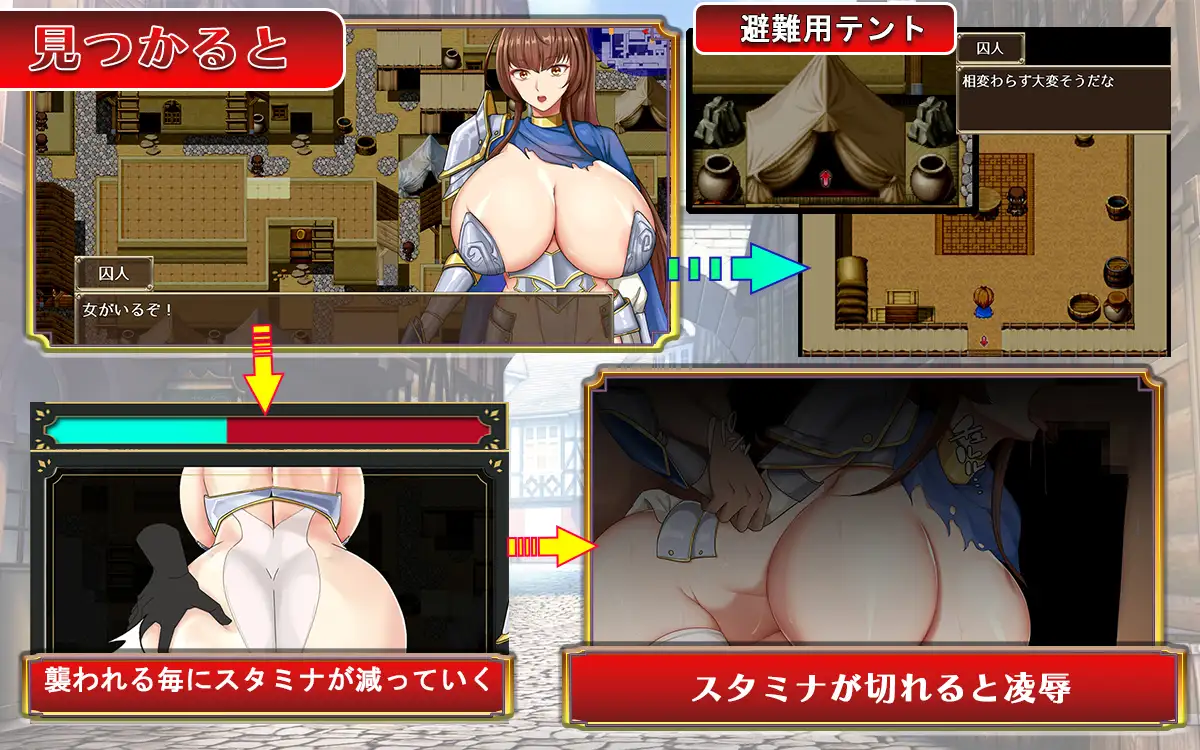 見つかると
避難用テント
囚人
相変わらず大変そうだな
囚人
女がいるぞ！
襲われる毎にスタミナが減っていく
スタミナが切れると凌辱